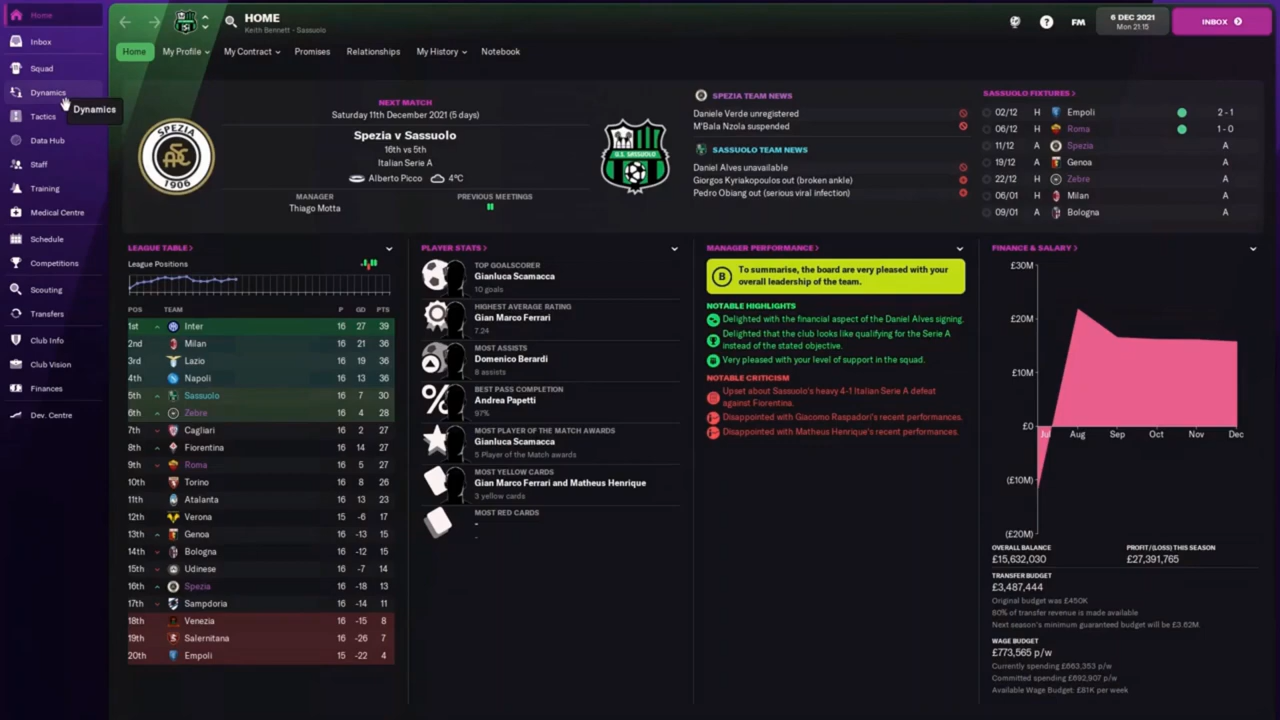 Home
Inbox
Squad
Dynamics
Dynamics
Tactics
Data Hub
Staff
Training
Medical Centre
Schedule
Competitions
Scouting
Transfers
Club Info
Club Vision
Finances
Dev. Centre
HOME
Keith Bennett - Sassuolo
?
FM
6 DEC 2021
Mon 21:15
INBOX
Home
My Profile
My Contract
Promises
Relationships
My History
Notebook
SPEZIA
1906
NEXT MATCH
Saturday 11th December 2021 (5 days)
Spezia v Sassuolo
16th vs 5th
Italian Serie A
Alberto Picco 4°C
MANAGER
Thiago Motta
PREVIOUS MEETINGS
U.S. SASSUOLO
SPEZIA TEAM NEWS
Daniele Verde unregistered
M'Bala Nzola suspended
SASSUOLO TEAM NEWS
Daniel Alves unavailable
Giorgos Kyriakopoulos out (broken ankle)
Pedro Obiang out (serious viral infection)
SASSUOLO FIXTURES >
02/12 H Empoli 2 - 1
06/12 H Roma 1 - 0
11/12 A Spezia A
19/12 H Genoa A
22/12 H Zebre A
06/01 H Milan A
09/01 A Bologna A
LEAGUE TABLE >
League Positions
POS TEAM P GD PTS
1st Inter 16 27 39
2nd Milan 16 21 36
3rd Lazio 16 19 36
4th Napoli 16 13 36
5th Sassuolo 16 7 30
6th Zebre 16 4 28
7th Cagliari 16 2 27
8th Fiorentina 16 14 27
9th Roma 16 5 27
10th Torino 16 8 26
11th Atalanta 16 13 23
12th Verona 15 -6 17
13th Genoa 16 -13 15
14th Bologna 16 -12 15
15th Udinese 16 -7 14
16th Spezia 16 -18 13
17th Sampdoria 16 -14 11
18th Venezia 16 -15 8
19th Salernitana 16 -26 7
20th Empoli 15 -22 4
PLAYER STATS >
TOP GOALSCORER
Gianluca Scamacca
10 goals
HIGHEST AVERAGE RATING
Gian Marco Ferrari
7.24
MOST ASSISTS
Domenico Berardi
8 assists
BEST PASS COMPLETION
Andrea Papetti
97%
MOST PLAYER OF THE MATCH AWARDS
Gianluca Scamacca
5 Player of the Match awards
MOST YELLOW CARDS
Gian Marco Ferrari and Matheus Henrique
3 yellow cards
MOST RED CARDS
-
-
MANAGER PERFORMANCE >
B
To summarise, the board are very pleased with your
overall leadership of the team.
NOTABLE HIGHLIGHTS
Delighted with the financial aspect of the Daniel Alves signing.
Delighted that the club looks like qualifying for the Serie A
instead of the stated objective.
Very pleased with your level of support in the squad.
NOTABLE CRITICISM
Upset about Sassuolo's heavy 4-1 Italian Serie A defeat
against Fiorentina.
Disappointed with Giacomo Raspadori's recent performances.
Disappointed with Matheus Henrique's recent performances.
FINANCE & SALARY >
£30M
£20M
£10M
£0
(£10M)
(£20M)
Jul Aug Sep Oct Nov Dec
OVERALL BALANCE
£15,632,030
PROFIT/(LOSS) THIS SEASON
£27,391,765
TRANSFER BUDGET
£3,487,444
Original budget was £450K
80% of transfer revenue is made available
Next season's minimum guaranteed budget will be £3.62M
WAGE BUDGET
£773,565 p/w
Currently spending £663,353 p/w
Committed spending £692,907 p/w
Available Wage Budget: £81K per week